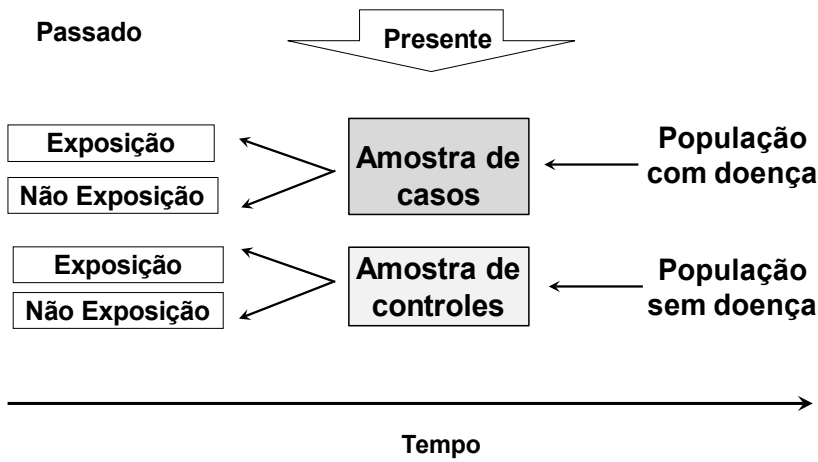 Passado
Presente
Exposição
Não Exposição
Amostra de
casos
População
com doença
Exposição
Não Exposição
Amostra de
controles
População
sem doença
Tempo